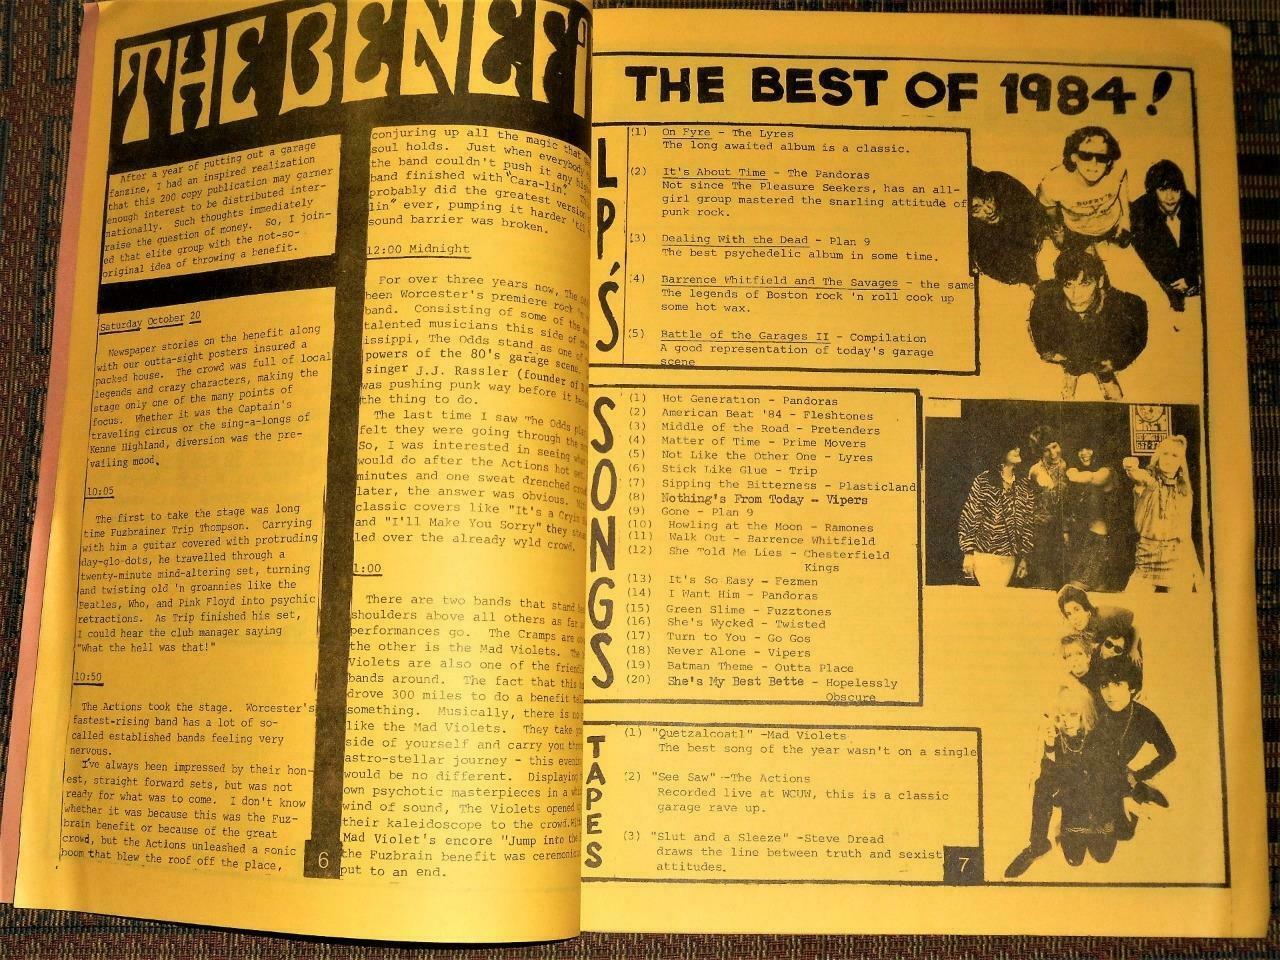 THE BENEFI
After a year of putting out a garage
fanzine, I had an inspired realization
that this 200 copy publication may garner
enough interest to be distributed inter-
nationally. Such thoughts immediately
raise the question of money. So, I join-
ed that elite group with the not-so-
original idea of throwing a benefit.
Saturday October 20
Newspaper stories on the benefit along
with our outta-sight posters insured a
packed house. The crowd was full of local
legends and crazy characters, making the
stage only one of the many points of
focus. Whether it was the Captain's
traveling circus or the sing-a-longs of
Kenne Highland, diversion was the pre-
vailing mood.
10:05
The first to take the stage was long
time Fuzbrainer Trip Thompson. Carrying
with him a guitar covered with protruding
day-glo-dots, he travelled through a
twenty-minute mind-altering set, turning
and twisting old 'n groannies like the
Beatles, Who, and Pink Floyd into psychic
retractions. As Trip finished his set,
I could hear the club manager saying
"What the hell was that!"
10:50
The Actions took the stage. Worcester's
fastest-rising band has a lot of so-
called established bands feeling very
nervous.
I've always been impressed by their hon-
est, straight forward sets, but was not
ready for what was to come. I don't know
whether it was because this was the Fuz-
brain benefit or because of the great
crowd, but the Actions unleashed a sonic
boom that blew the roof off the place,
conjuring up all the magic that
soul holds. Just when everybody
the band couldn't push it any
band finished with "Cara-lin".
probably did the greatest version
lin" ever, pumping it harder 'til
sound barrier was broken.
12:00 Midnight
For over three years now, The
been Worcester's premiere rock
band. Consisting of some of the
talented musicians this side of
issippi, The Odds stand as one of
powers of the 80's garage scene.
singer J.J. Rassler (founder of
was pushing punk way before it
the thing to do.
The last time I saw The Odds
felt they were going through the
So, I was interested in seeing
would do after the Actions hot set.
minutes and one sweat drenched
later, the answer was obvious.
classic covers like "It's a
and "I'll Make You Sorry" they
led over the already wyld crowd.
1:00
There are two bands that stand
shoulders above all others as far
performances go. The Cramps are
the other is the Mad Violets.
Violets are also one of the
bands around. The fact that this
drove 300 miles to do a benefit
something. Musically, there is
like the Mad Violets. They take
side of yourself and carry you
astro-stellar journey - this
would be no different. Displaying
own psychotic masterpieces in a
wind of sound, The Violets opened
their kaleidoscope to the crowd.
Mad Violet's encore "Jump into the
the Fuzbrain benefit was
put to an end.
6
THE BEST OF 1984!
LP'S
(1) On Fyre - The Lyres
The long awaited album is a classic.
(2) It's About Time - The Pandoras
Not since The Pleasure Seekers, has an all-
girl group mastered the snarling attitude of
punk rock.
(3) Dealing With the Dead - Plan 9
The best psychedelic album in some time.
(4) Barrence Whitfield and The Savages - the same
The legends of Boston rock 'n roll cook up
some hot wax.
(5) Battle of the Garages II - Compilation
A good representation of today's garage
scene
SONGS
(1) Hot Generation - Pandoras
(2) American Beat '84 - Fleshtones
(3) Middle of the Road - Pretenders
(4) Matter of Time - Prime Movers
(5) Not Like the Other One - Lyres
(6) Stick Like Glue - Trip
(7) Sipping the Bitterness - Plasticland
(8) Nothing's From Today - Vipers
(9) Gone - Plan 9
(10) Howling at the Moon - Ramones
(11) Walk Out - Barrence Whitfield
(12) She Told Me Lies - Chesterfield
Kings
(13) It's So Easy - Fezmen
(14) I Want Him - Pandoras
(15) Green Slime - Fuzztones
(16) She's Wycked - Twisted
(17) Turn to You - Go Gos
(18) Never Alone - Vipers
(19) Batman Theme - Outta Place
(20) She's My Best Bette - Hopelessly
Obscure
TAPES
(1) "Quetzalcoatl" -Mad Violets
The best song of the year wasn't on a single
(2) "See Saw" -The Actions
Recorded live at WCUW, this is a classic
garage rave up.
(3) "Slut and a Sleeze" -Steve Dread
draws the line between truth and sexist
attitudes.
7